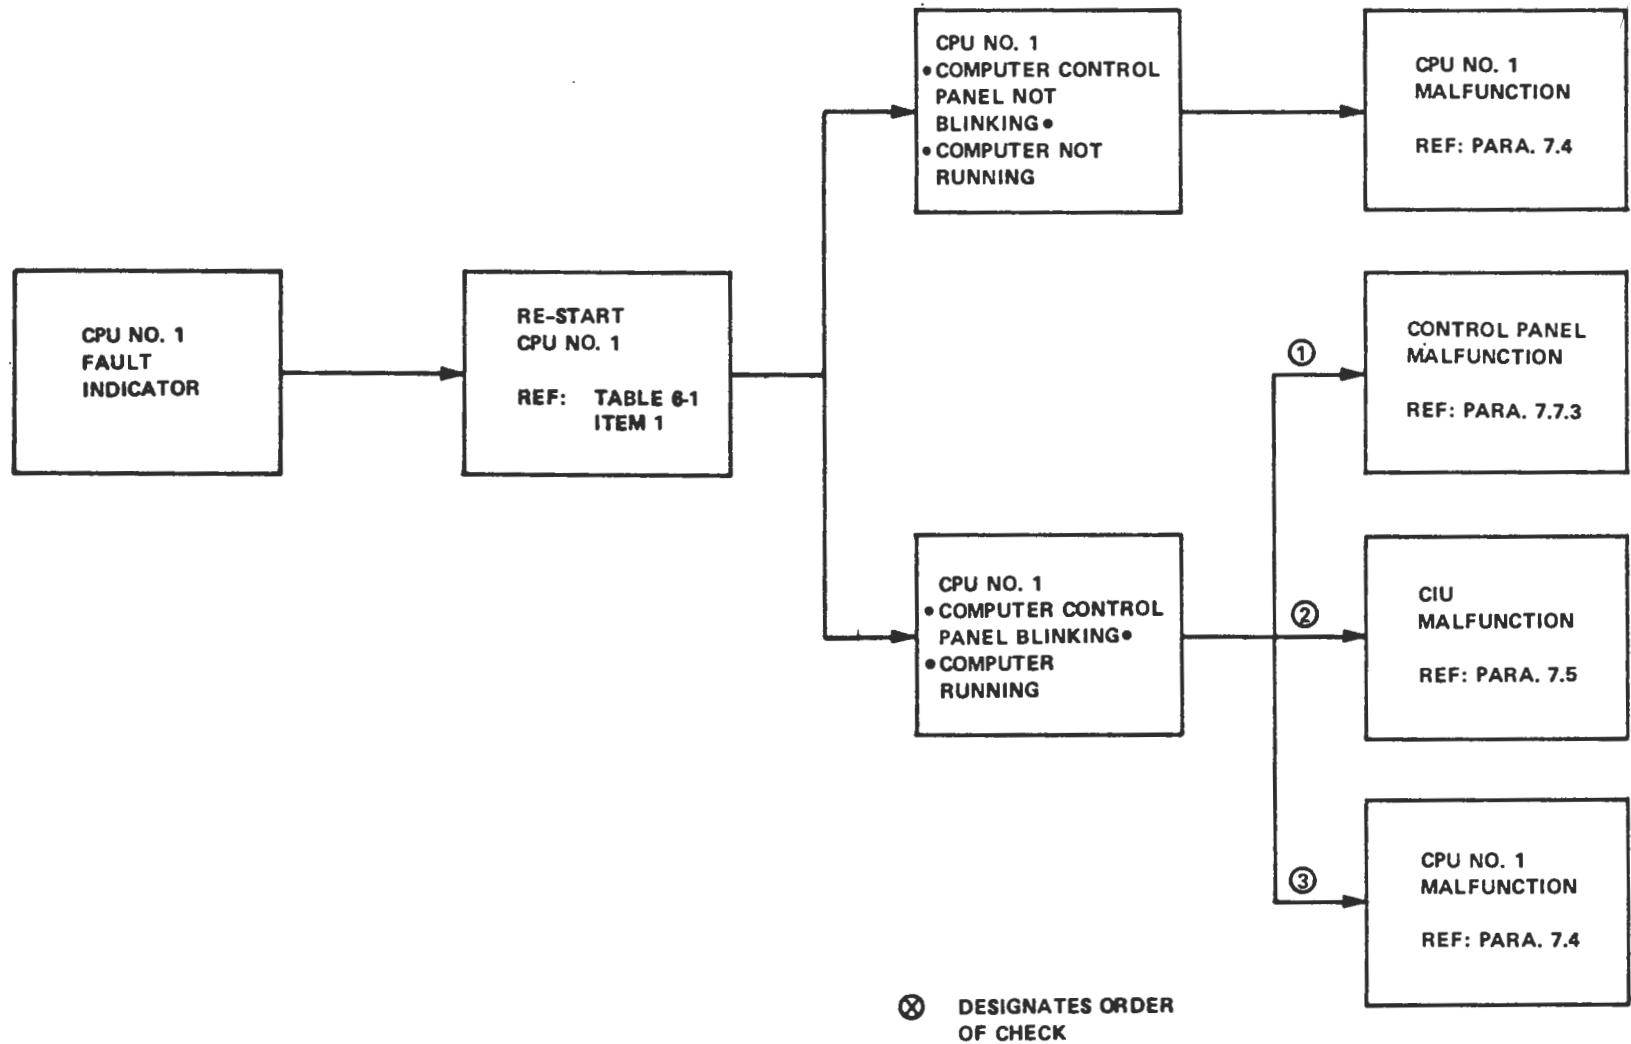 CPU NO. 1
FAULT
INDICATOR
RE-START
CPU NO. 1
REF: TABLE 6-1
ITEM 1
CPU NO. 1
•COMPUTER CONTROL
PANEL NOT
BLINKING•
•COMPUTER NOT
RUNNING
CPU NO. 1
MALFUNCTION
REF: PARA. 7.4
CPU NO. 1
•COMPUTER CONTROL
PANEL BLINKING•
•COMPUTER
RUNNING
①
CONTROL PANEL
MALFUNCTION
REF: PARA. 7.7.3
②
CIU
MALFUNCTION
REF: PARA. 7.5
③
CPU NO. 1
MALFUNCTION
REF: PARA. 7.4
ⓧ DESIGNATES ORDER
OF CHECK